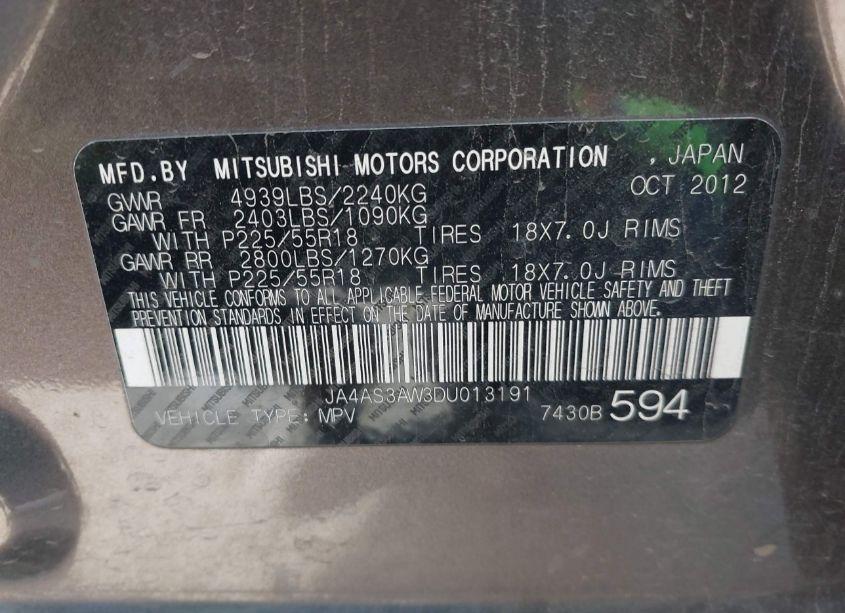 MFD.BY MITSUBISHI MOTORS CORPORATION , JAPAN
GVWR 4939LBS/2240KG OCT 2012
GAWR FR 2403LBS/1090KG
WITH P225/55R18 TIRES 18X7.0J RIMS
GAWR RR 2800LBS/1270KG
WITH P225/55R18 TIRES 18X7.0J RIMS
THIS VEHICLE CONFORMS TO ALL APPLICABLE FEDERAL MOTOR VEHICLE SAFETY AND THEFT
PREVENTION STANDARDS IN EFFECT ON THE DATE OF MANUFACTURE SHOWN ABOVE.
JA4AS3AW3DU013191
VEHICLE TYPE: MPV 7430B 594